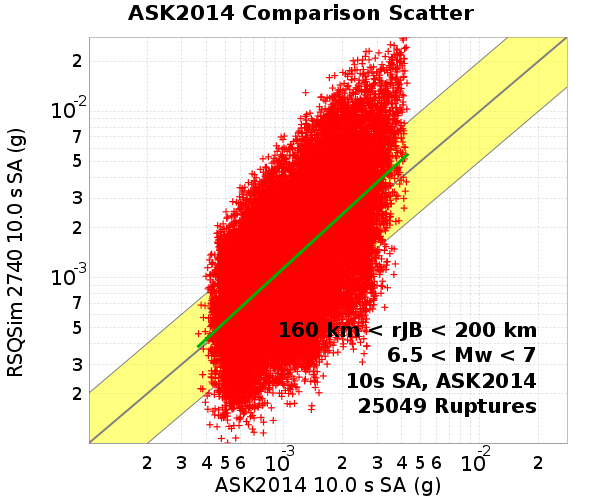 ASK2014 Comparison Scatter
RSQSim 2740 10.0 s SA (g)
2
10-2
7
5
3
2
10-3
7
5
3
2
160 km < rJB < 200 km
6.5 < Mw < 7
10s SA, ASK2014
25049 Ruptures
2 3 4 5 6 10-3 2 3 4 5 6 10-2 2
ASK2014 10.0 s SA (g)